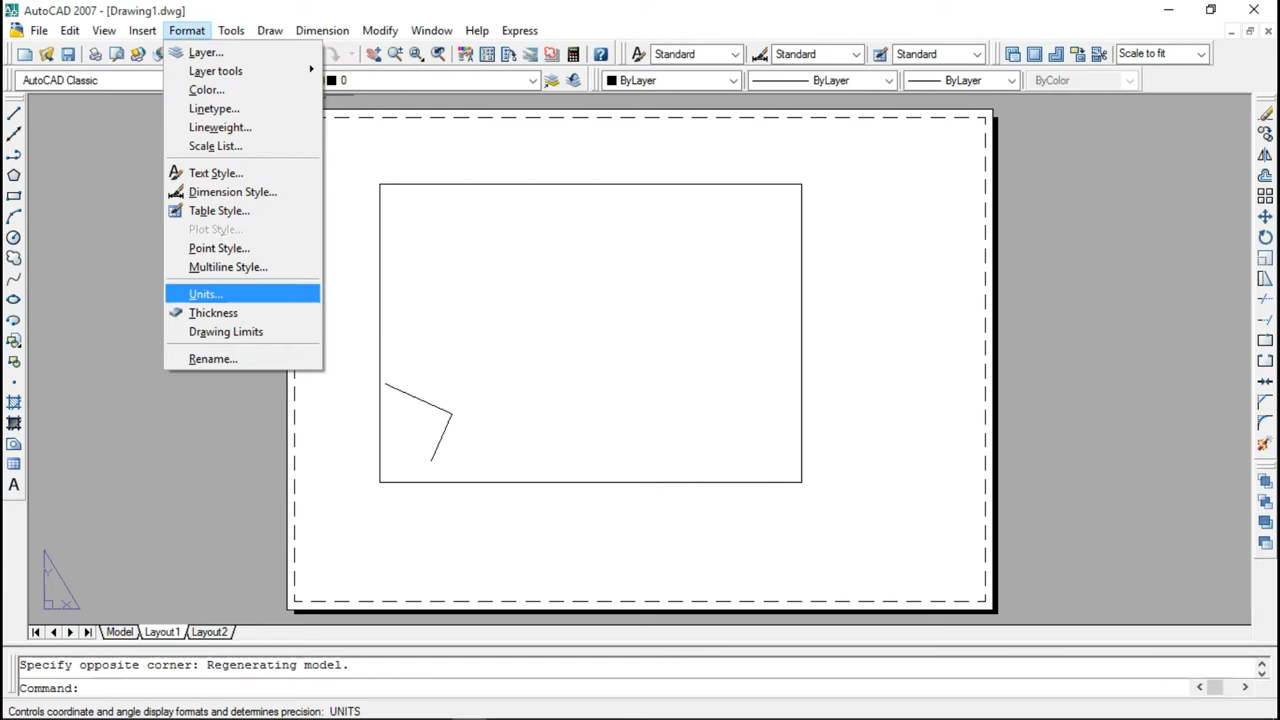 AutoCAD 2007 - [Drawing1.dwg]
File Edit View Insert Format Tools Draw Dimension Modify Window Help Express
Standard Standard Standard Scale to fit
AutoCAD Classic 0 ByLayer ByLayer ByLayer ByColor
Layer...
Layer tools
Color...
Linetype...
Lineweight...
Scale List...
Text Style...
Dimension Style...
Table Style...
Plot Style...
Point Style...
Multiline Style...
Units...
Thickness
Drawing Limits
Rename...
A
Y
X
Model Layout1 Layout2
Specify opposite corner: Regenerating model.
Command:
Controls coordinate and angle display formats and determines precision: UNITS